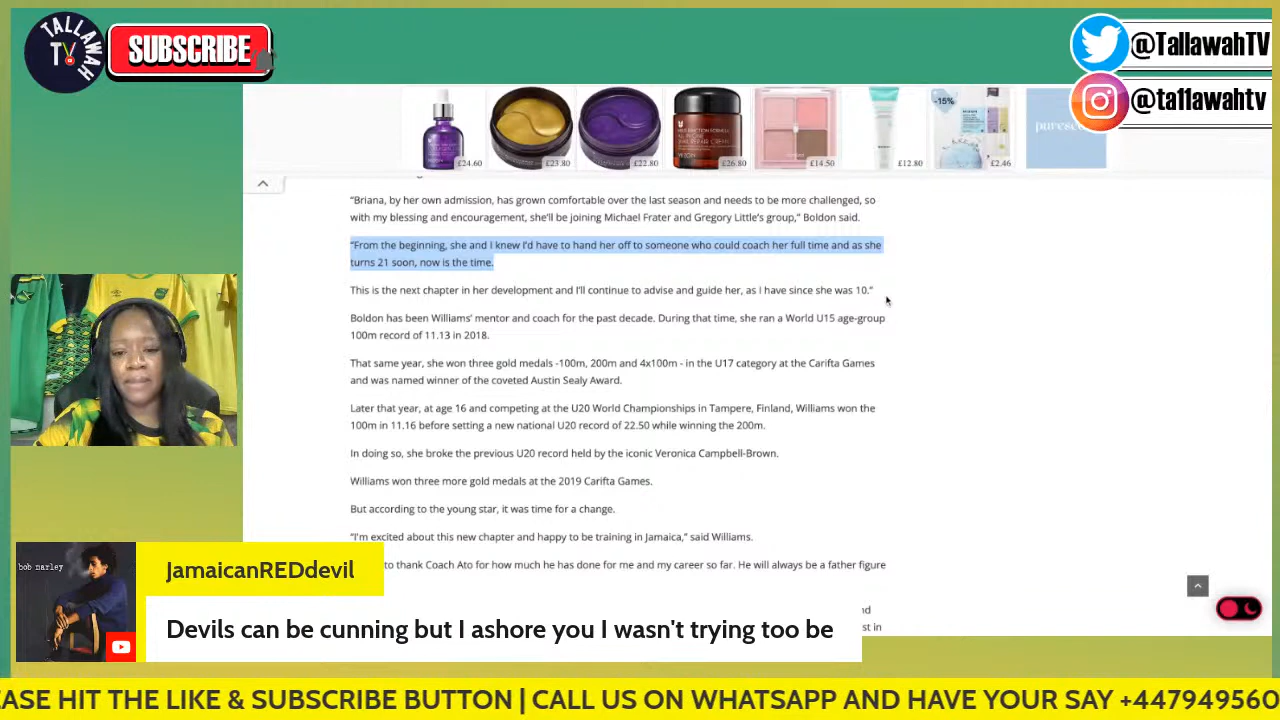 TALLAWAH
TV
SUBSCRIBE
@TallawahTV
@ta11awahtv
£24.60
£23.80
£22.80
£26.80
£14.50
£12.80
-15%
£2.46
“Briana, by her own admission, has grown comfortable over the last season and needs to be more challenged, so
with my blessing and encouragement, she’ll be joining Michael Frater and Gregory Little’s group,” Boldon said.
“From the beginning, she and I knew I’d have to hand her off to someone who could coach her full time and as she
turns 21 soon, now is the time.
This is the next chapter in her development and I’ll continue to advise and guide her, as I have since she was 10.”
Boldon has been Williams’ mentor and coach for the past decade. During that time, she ran a World U15 age-group
100m record of 11.13 in 2018.
That same year, she won three gold medals -100m, 200m and 4x100m - in the U17 category at the Carifta Games
and was named winner of the coveted Austin Sealy Award.
Later that year, at age 16 and competing at the U20 World Championships in Tampere, Finland, Williams won the
100m in 11.16 before setting a new national U20 record of 22.50 while winning the 200m.
In doing so, she broke the previous U20 record held by the iconic Veronica Campbell-Brown.
Williams won three more gold medals at the 2019 Carifta Games.
But according to the young star, it was time for a change.
“I'm excited about this new chapter and happy to be training in Jamaica,” said Williams.
to thank Coach Ato for how much he has done for me and my career so far. He will always be a father figure
bob marley
JamaicanREDdevil
Devils can be cunning but I ashore you I wasn't trying too be
EASE HIT THE LIKE & SUBSCRIBE BUTTON | CALL US ON WHATSAPP AND HAVE YOUR SAY +447949560